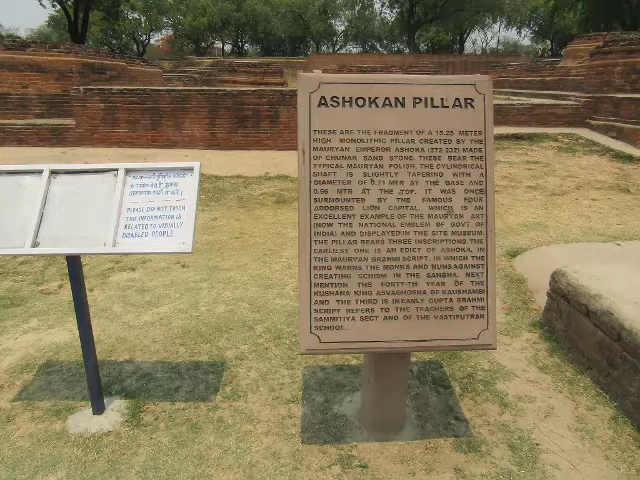 ASHOKAN PILLAR
THESE ARE THE FRAGMENT OF A 15.25 METER
HIGH MONOLITHIC PILLAR CREATED BY THE
MAURYAN EMPEROR ASHOKA (272-232) MADE
OF CHUNAR SAND STONE. THESE BEAR THE
TYPICAL MAURYAN POLISH. THE CYLINDRICAL
SHAFT IS SLIGHTLY TAPERING WITH A
DIAMETER OF 0.71 MTR AT THE BASE AND
0.56 MTR AT THE TOP. IT WAS ONCE
SURMOUNTED BY THE FAMOUS FOUR
ADDORSED LION CAPITAL, WHICH IS AN
EXCELLENT EXAMPLE OF THE MAURYAN ART
(NOW THE NATIONAL EMBLEM OF GOVT OF
INDIA) AND DISPLAYED IN THE SITE MUSEUM.
THE PILLAR BEARS THREE INSCRIPTIONS. THE
EARLIEST ONE IS AN EDICT OF ASHOKA, IN
THE MAURYAN BRAHMI SCRIPT, IN WHICH THE
KING WARNS THE MONKS AND NUNS AGAINST
CREATING SCHISM IN THE SANGHA. NEXT
MENTION THE FORTY-TH YEAR OF THE
KUSHANA KING ASVAGHOSHA OF KAUSHAMBI
AND THE THIRD IS IN EARLY GUPTA BRAHMI
SCRIPT REFERS TO THE TEACHERS OF THE
SAMMITIYA SECT AND OF THE VASTIPUTRAK
SCHOOL.
PLEASE DO NOT TOUCH
THE INFORMATION IS
RELATED TO VISUALLY
DISABLED PEOPLE